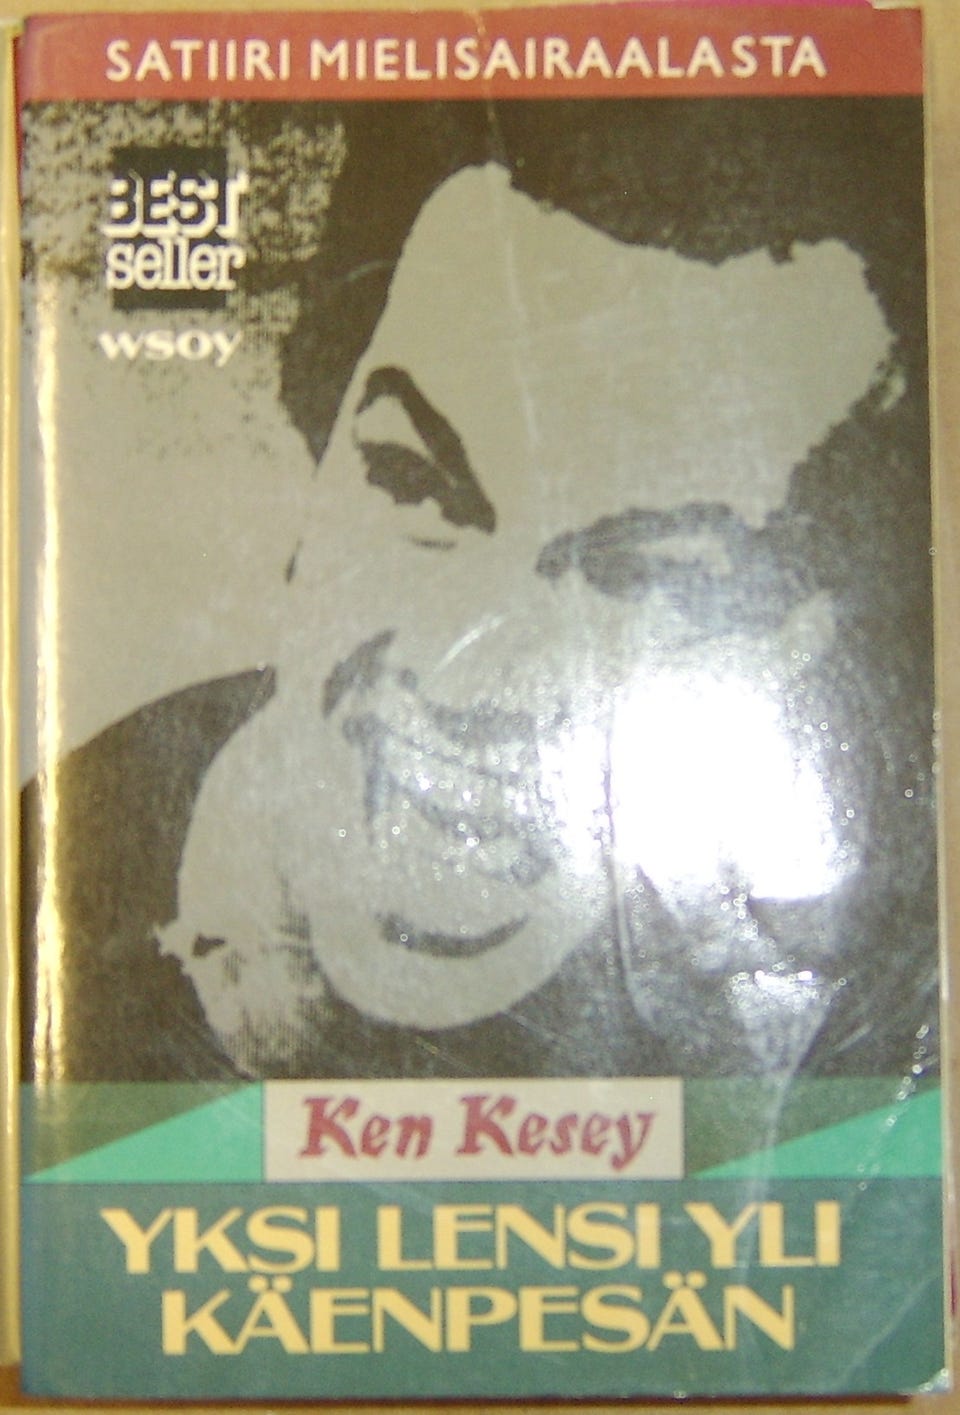 SATIIRI MIELISAIRAALASTA
BEST
seller
wsoy
Ken Kesey
YKSI LENSI YLI
KÄENPESÄN